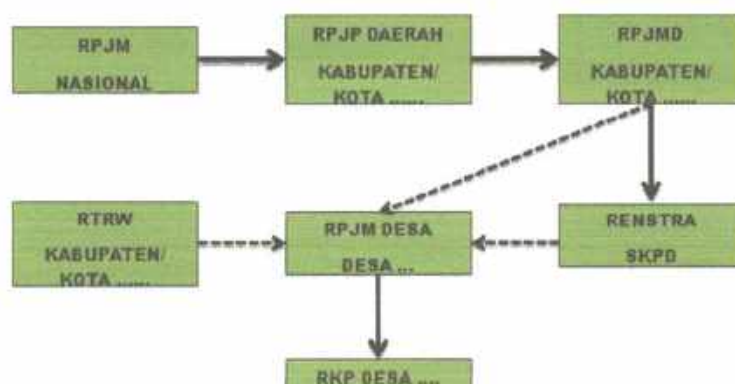 RPJM
NASIONAL
RPJP DAERAH
KABUPATEN/
KOTA ......
RPJMD
KABUPATEN/
KOTA ......
RTRW
KABUPATEN/
KOTA ......
RPJM DESA
DESA ...
RENSTRA
SKPD
RKP DESA ....